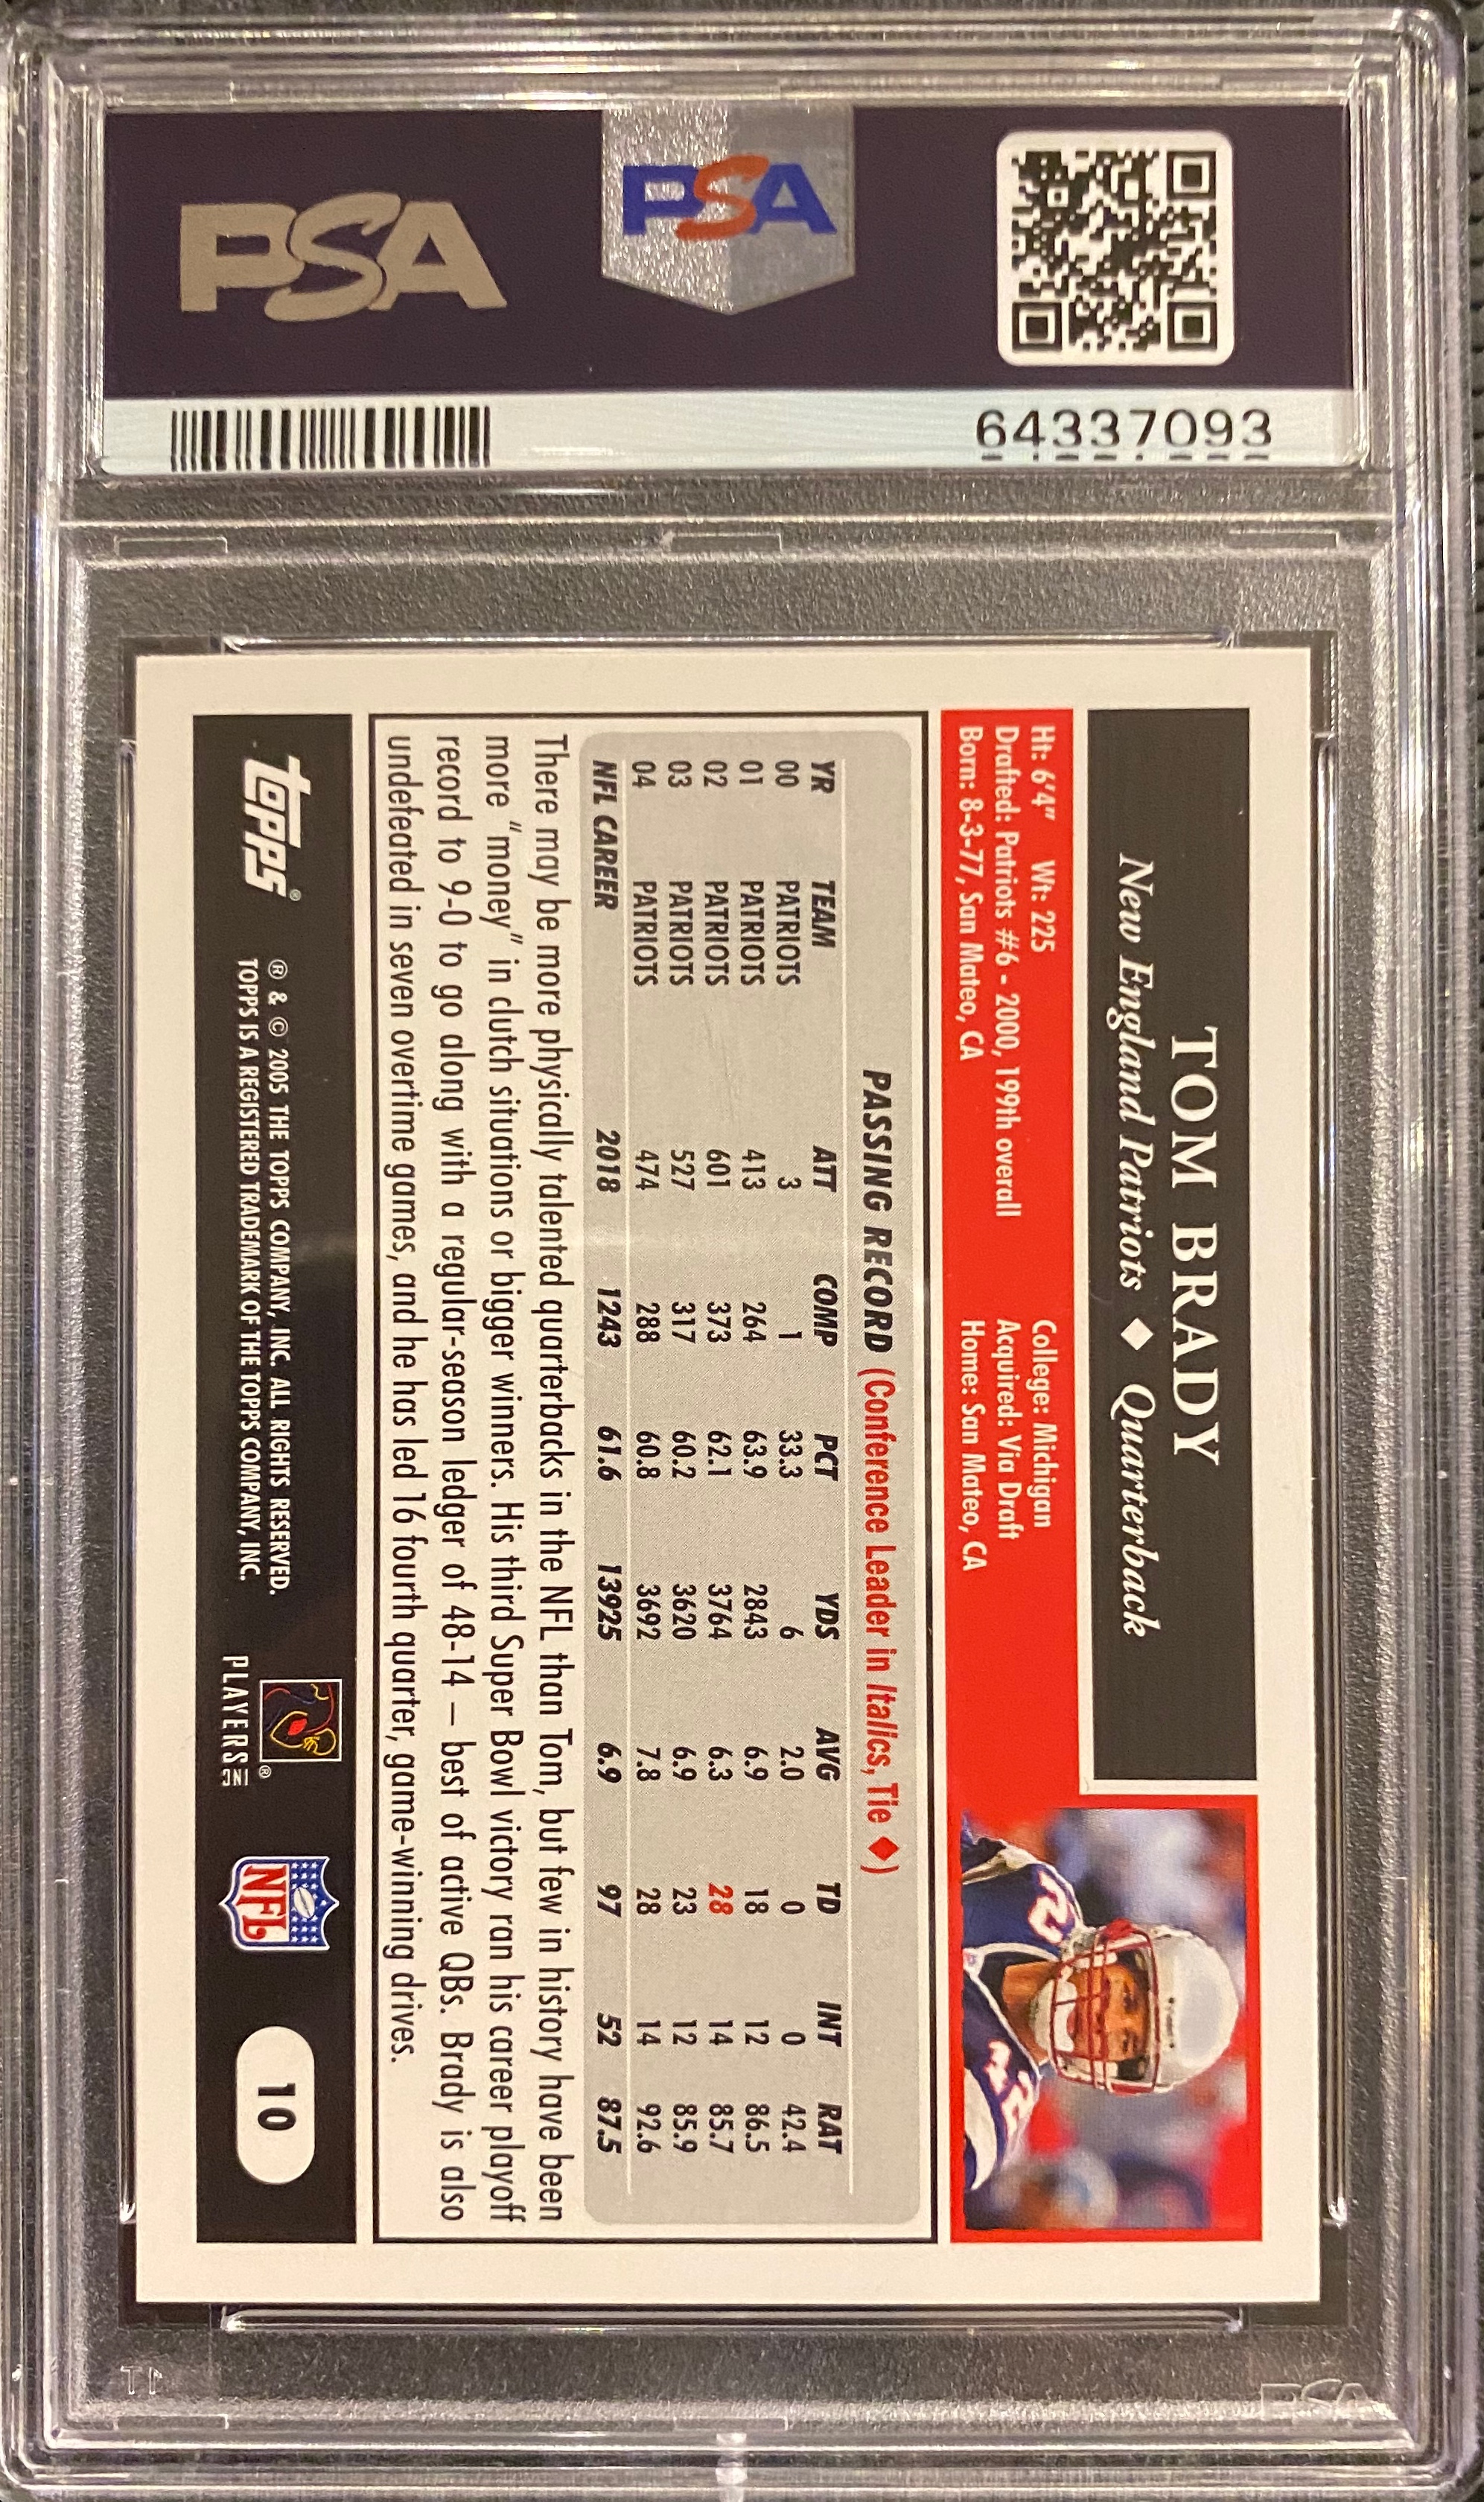 PSA
PSA
64337093
TOM BRADY
New England Patriots ◆ Quarterback
Ht: 6'4" Wt: 225
College: Michigan
Drafted: Patriots #6 - 2000, 199th overall
Acquired: Via Draft
Born: 8-3-77, San Mateo, CA
Home: San Mateo, CA
PASSING RECORD (Conference Leader in Italics, Tie ◆)
YR TEAM ATT COMP PCT YDS AVG TD INT RAT
00 PATRIOTS 3 1 33.3 6 2.0 0 0 42.4
01 PATRIOTS 413 264 63.9 2843 6.9 18 12 86.5
02 PATRIOTS 601 373 62.1 3764 6.3 28 14 85.7
03 PATRIOTS 527 317 60.2 3620 6.9 23 12 85.9
04 PATRIOTS 474 288 60.8 3692 7.8 28 14 92.6
NFL CAREER 2018 1243 61.6 13925 6.9 97 52 87.5
There may be more physically talented quarterbacks in the NFL than Tom, but few in history have been
more "money" in clutch situations or bigger winners. His third Super Bowl victory ran his career playoff
record to 9-0 to go along with a regular-season ledger of 48-14 – best of active QBs. Brady is also
undefeated in seven overtime games, and he has led 16 fourth quarter, game-winning drives.
topps®
® & © 2005 THE TOPPS COMPANY, INC. ALL RIGHTS RESERVED.
TOPPS IS A REGISTERED TRADEMARK OF THE TOPPS COMPANY, INC.
®
PLAYERS INC
NFL
10
PSA